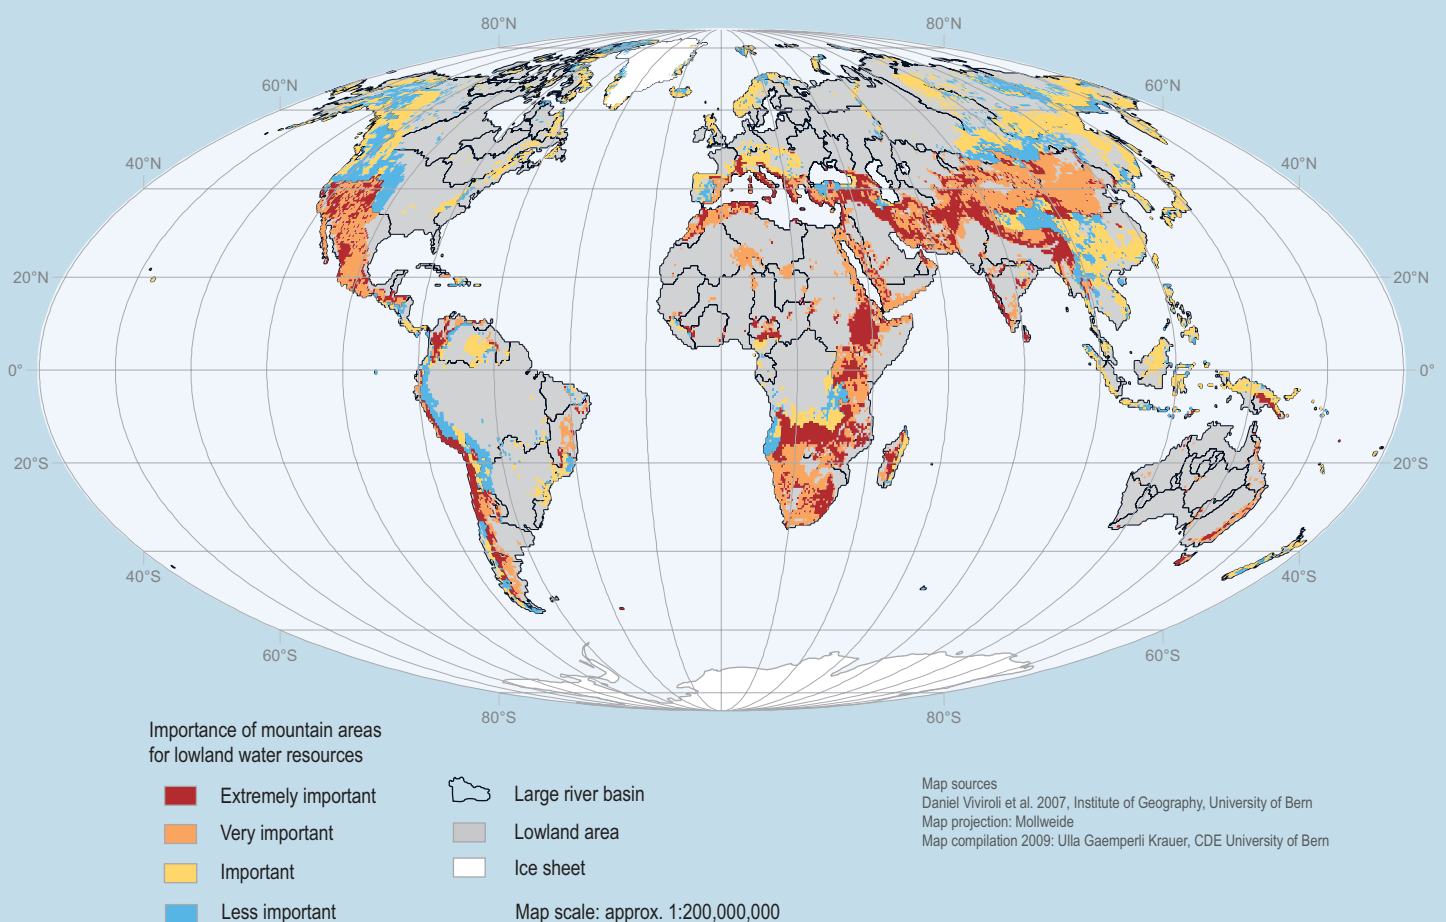 80°N 80°N
60°N 60°N
40°N 40°N
20°N 20°N
0° 0°
20°S 20°S
40°S 40°S
60°S 60°S
80°S 80°S
Importance of mountain areas
for lowland water resources
Extremely important
Very important
Important
Less important
Large river basin
Lowland area
Ice sheet
Map scale: approx. 1:200,000,000
Map sources
Daniel Viviroli et al. 2007, Institute of Geography, University of Bern
Map projection: Mollweide
Map compilation 2009: Ulla Gaemperli Krauer, CDE University of Bern